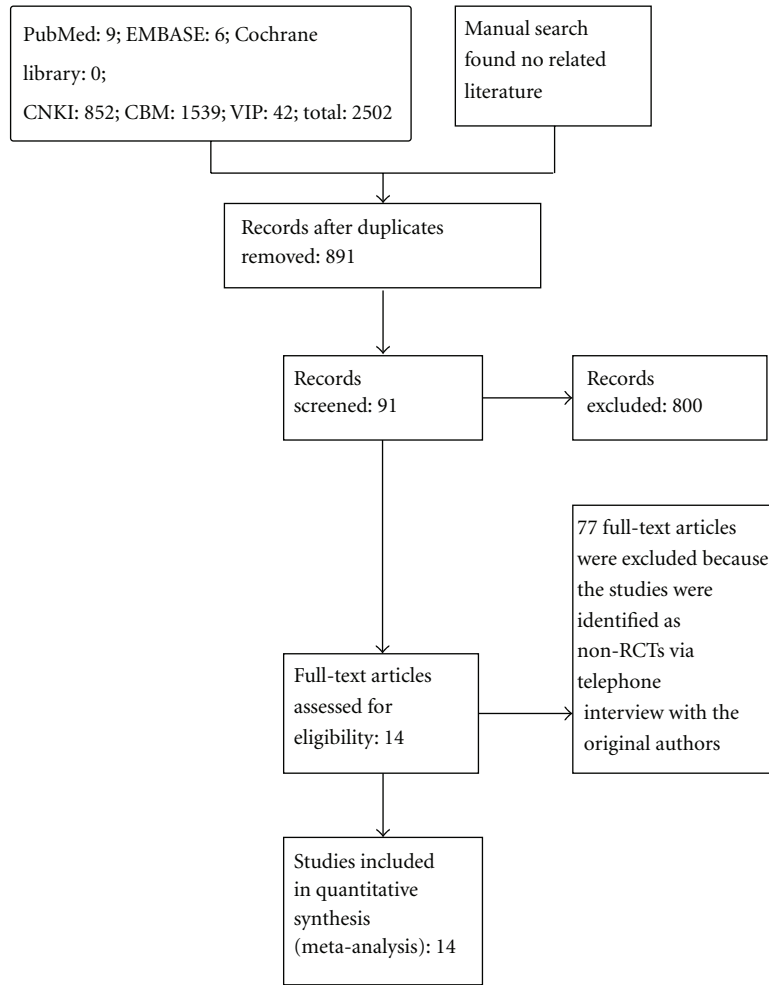 PubMed: 9; EMBASE: 6; Cochrane
library: 0;
CNKI: 852; CBM: 1539; VIP: 42; total: 2502
Manual search
found no related
literature
Records after duplicates
removed: 891
Records
screened: 91
Records
excluded: 800
77 full-text articles
were excluded because
the studies were
identified as
non-RCTs via
telephone
interview with the
original authors
Full-text articles
assessed for
eligibility: 14
Studies included
in quantitative
synthesis
(meta-analysis): 14